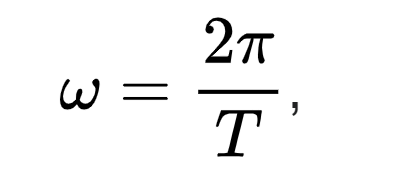 ω = 2π / T,